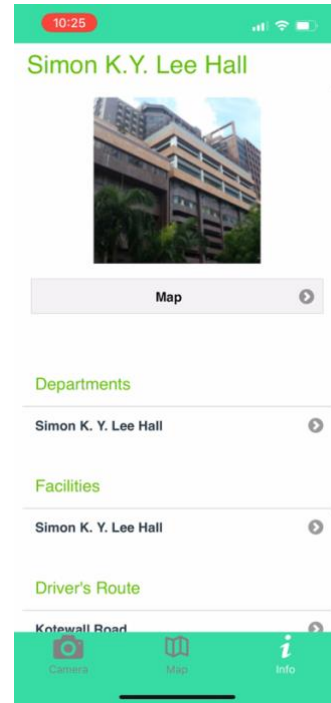 10:25
Simon K.Y. Lee Hall
Map
Departments
Simon K. Y. Lee Hall
Facilities
Simon K. Y. Lee Hall
Driver's Route
Kotewall Road
Camera
Map
Info